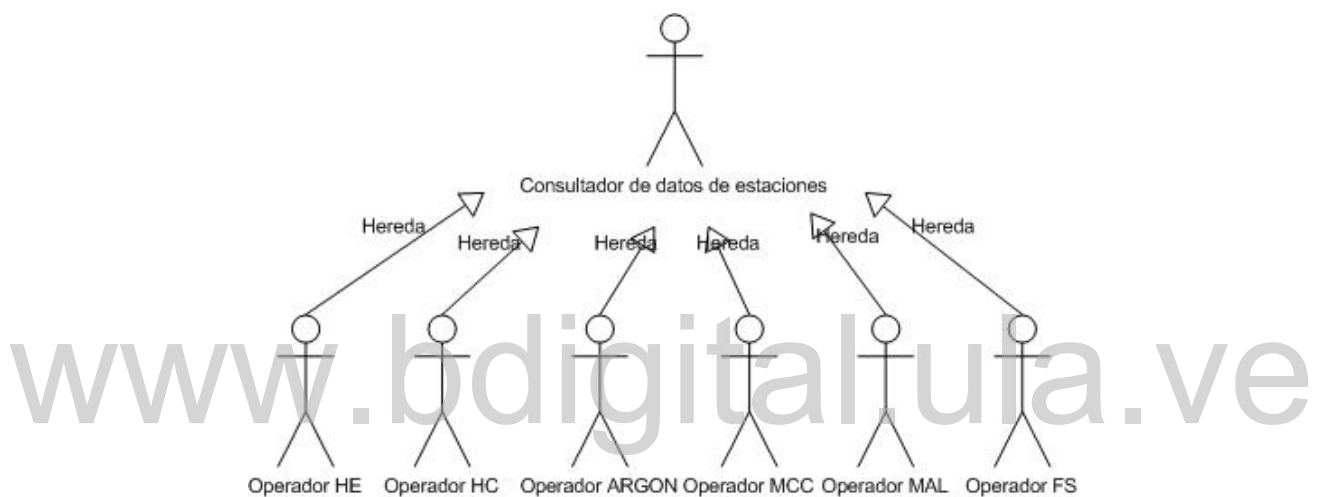 Consultador de datos de estaciones
Hereda
Hereda
Hereda
Hereda
Hereda
Hereda
www.bdigital.ula.ve
Operador HE
Operador HC
Operador ARGON
Operador MCC
Operador MAL
Operador FS